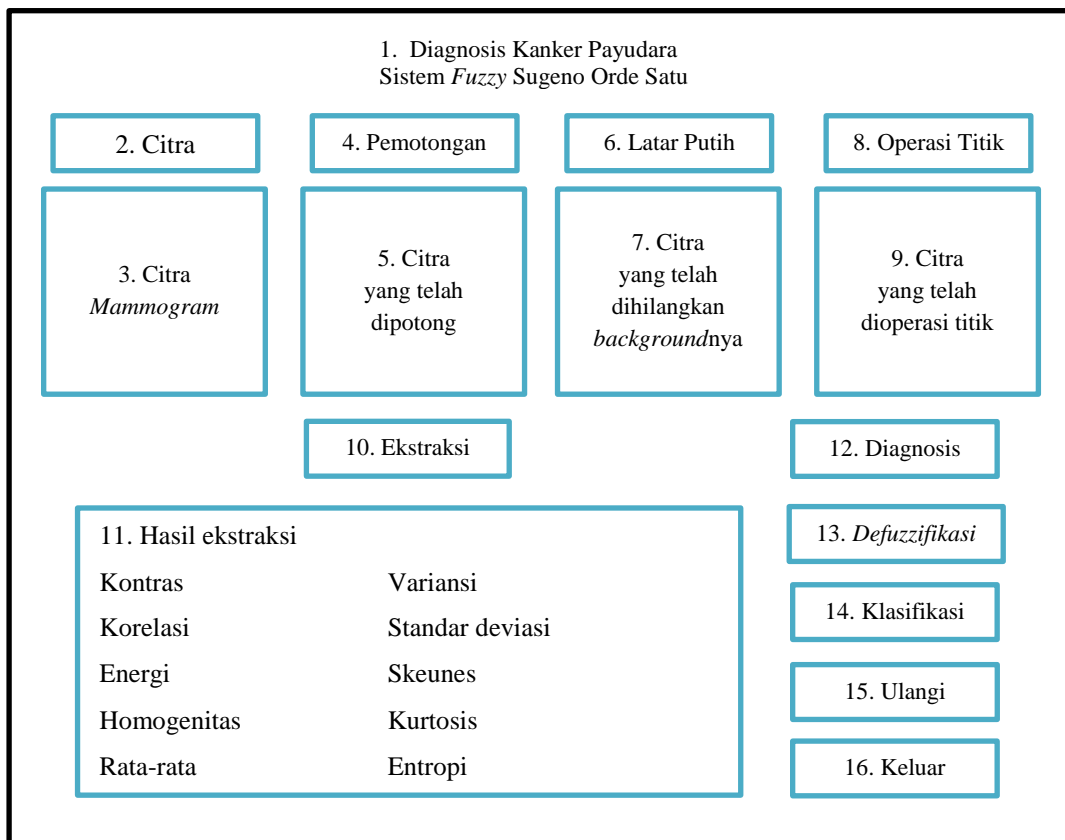 1. Diagnosis Kanker Payudara
Sistem Fuzzy Sugeno Orde Satu
2. Citra
4. Pemotongan
6. Latar Putih
8. Operasi Titik
3. Citra
Mammogram
5. Citra
yang telah
dipotong
7. Citra
yang telah
dihilangkan
backgroundnya
9. Citra
yang telah
dioperasi titik
10. Ekstraksi
12. Diagnosis
11. Hasil ekstraksi
Kontras
Variansi
Korelasi
Standar deviasi
Energi
Skeunes
Homogenitas
Kurtosis
Rata-rata
Entropi
13. Defuzzifikasi
14. Klasifikasi
15. Ulangi
16. Keluar